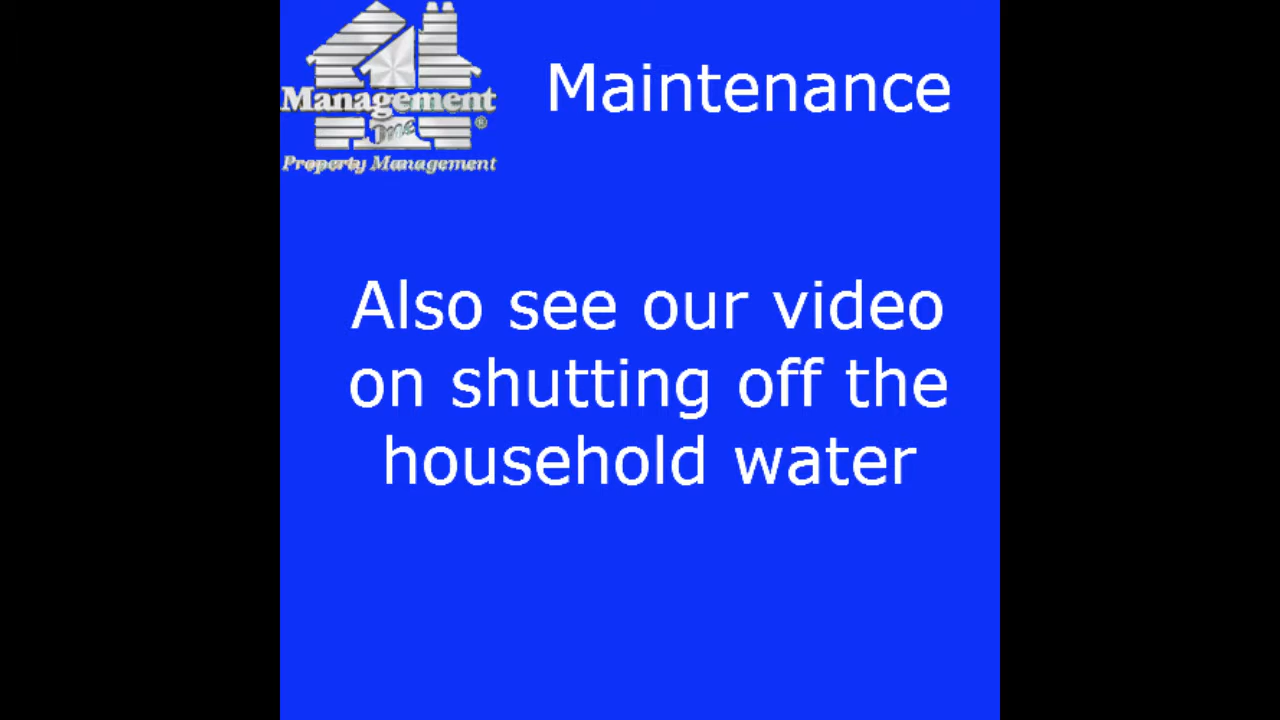 Maintenance
Management
One
®
Property Management
Also see our video
on shutting off the
household water